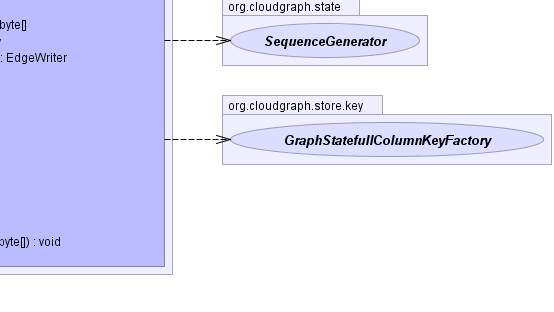 org.cloudgraph.state
byte[]
SequenceGenerator
: EdgeWriter
org.cloudgraph.store.key
GraphStatefullColumnKeyFactory
byte[]) : void